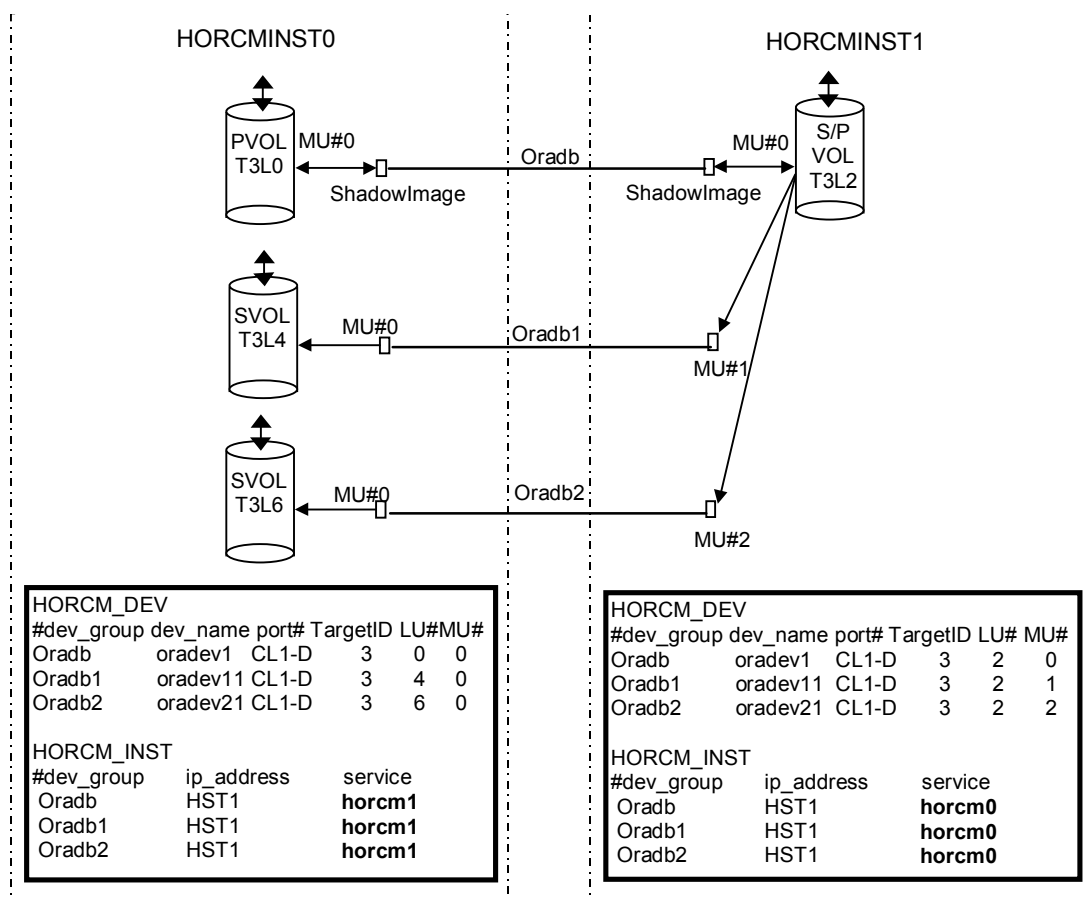 HORCMINST0
HORCMINST1
PVOL
T3L0
MU#0
ShadowImage
Oradb
MU#0
ShadowImage
S/P
VOL
T3L2
SVOL
T3L4
MU#0
Oradb1
MU#1
SVOL
T3L6
MU#0
Oradb2
MU#2
HORCM_DEV
#dev_group dev_name port# TargetID LU#MU#
Oradb oradev1 CL1-D 3 0 0
Oradb1 oradev11 CL1-D 3 4 0
Oradb2 oradev21 CL1-D 3 6 0
HORCM_INST
#dev_group ip_address service
Oradb HST1 horcm1
Oradb1 HST1 horcm1
Oradb2 HST1 horcm1
HORCM_DEV
#dev_group dev_name port# TargetID LU# MU#
Oradb oradev1 CL1-D 3 2 0
Oradb1 oradev11 CL1-D 3 2 1
Oradb2 oradev21 CL1-D 3 2 2
HORCM_INST
#dev_group ip_address service
Oradb HST1 horcm0
Oradb1 HST1 horcm0
Oradb2 HST1 horcm0